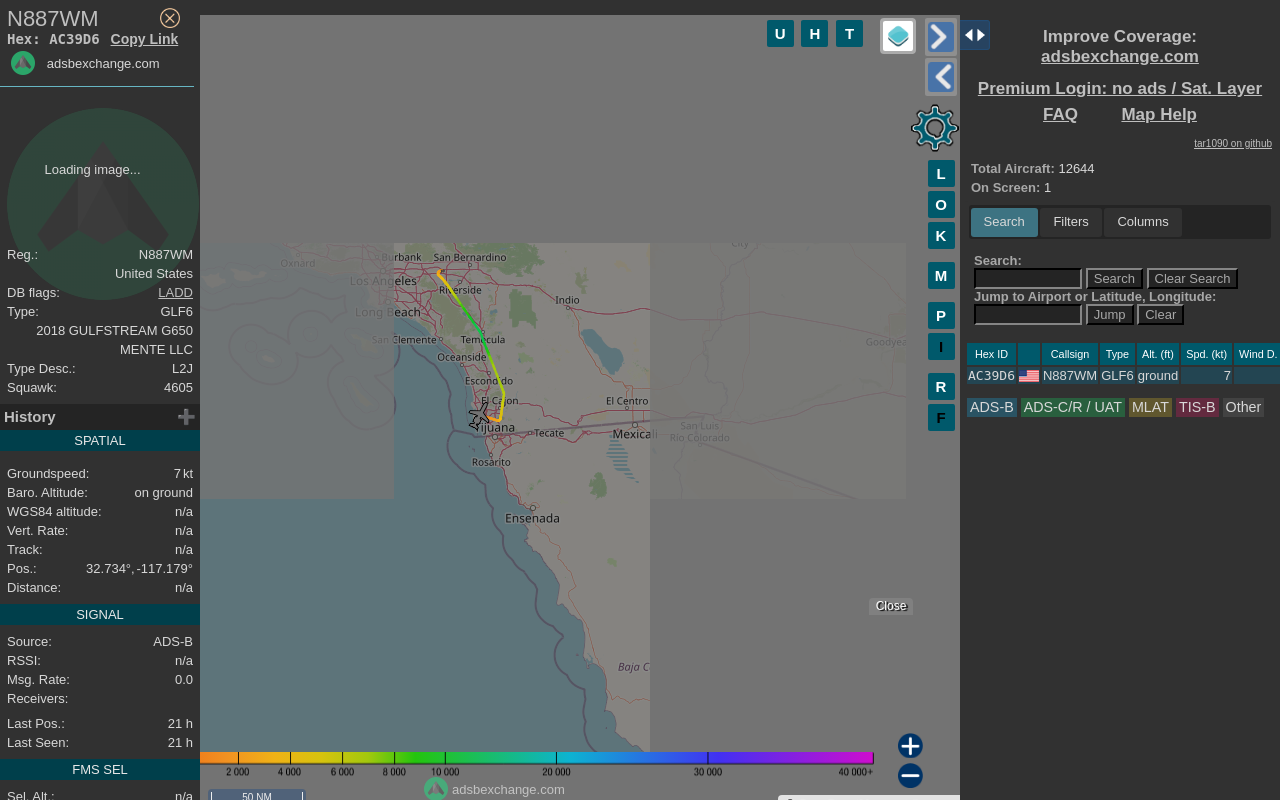 N887WM
Hex: AC39D6 Copy Link
adsbexchange.com
Loading image...
Reg.: N887WM
United States
DB flags: LADD
Type: GLF6
2018 GULFSTREAM G650
MENTE LLC
Type Desc.: L2J
Squawk: 4605
History
SPATIAL
Groundspeed: 7 kt
Baro. Altitude: on ground
WGS84 altitude: n/a
Vert. Rate: n/a
Track: n/a
Pos.: 32.734°, -117.179°
Distance: n/a
SIGNAL
Source: ADS-B
RSSI: n/a
Msg. Rate: 0.0
Receivers:
Last Pos.: 21 h
Last Seen: 21 h
FMS SEL
Sel. Alt.: n/a
U H T
L
O
K
M
P
I
R
F
City
Oxnard
Burbank San Bernardino
Los Angeles
Riverside
Indio
Long Beach
San Clemente Temecula
Goodyea
Oceanside
Escondido
El Cajon El Centro
Tijuana Tecate Mexicali
San Luis
Río Colorado
Rosarito
Ensenada
Close
Baja C
2 000 4 000 6 000 8 000 10 000 20 000 30 000 40 000+
adsbexchange.com
50 NM
Improve Coverage:
adsbexchange.com
Premium Login: no ads / Sat. Layer
FAQ Map Help
tar1090 on github
Total Aircraft: 12644
On Screen: 1
Search Filters Columns
Search:
Search Clear Search
Jump to Airport or Latitude, Longitude:
Jump Clear
Hex ID Callsign Type Alt. (ft) Spd. (kt) Wind D.
AC39D6 N887WM GLF6 ground 7
ADS-B ADS-C/R / UAT MLAT TIS-B Other